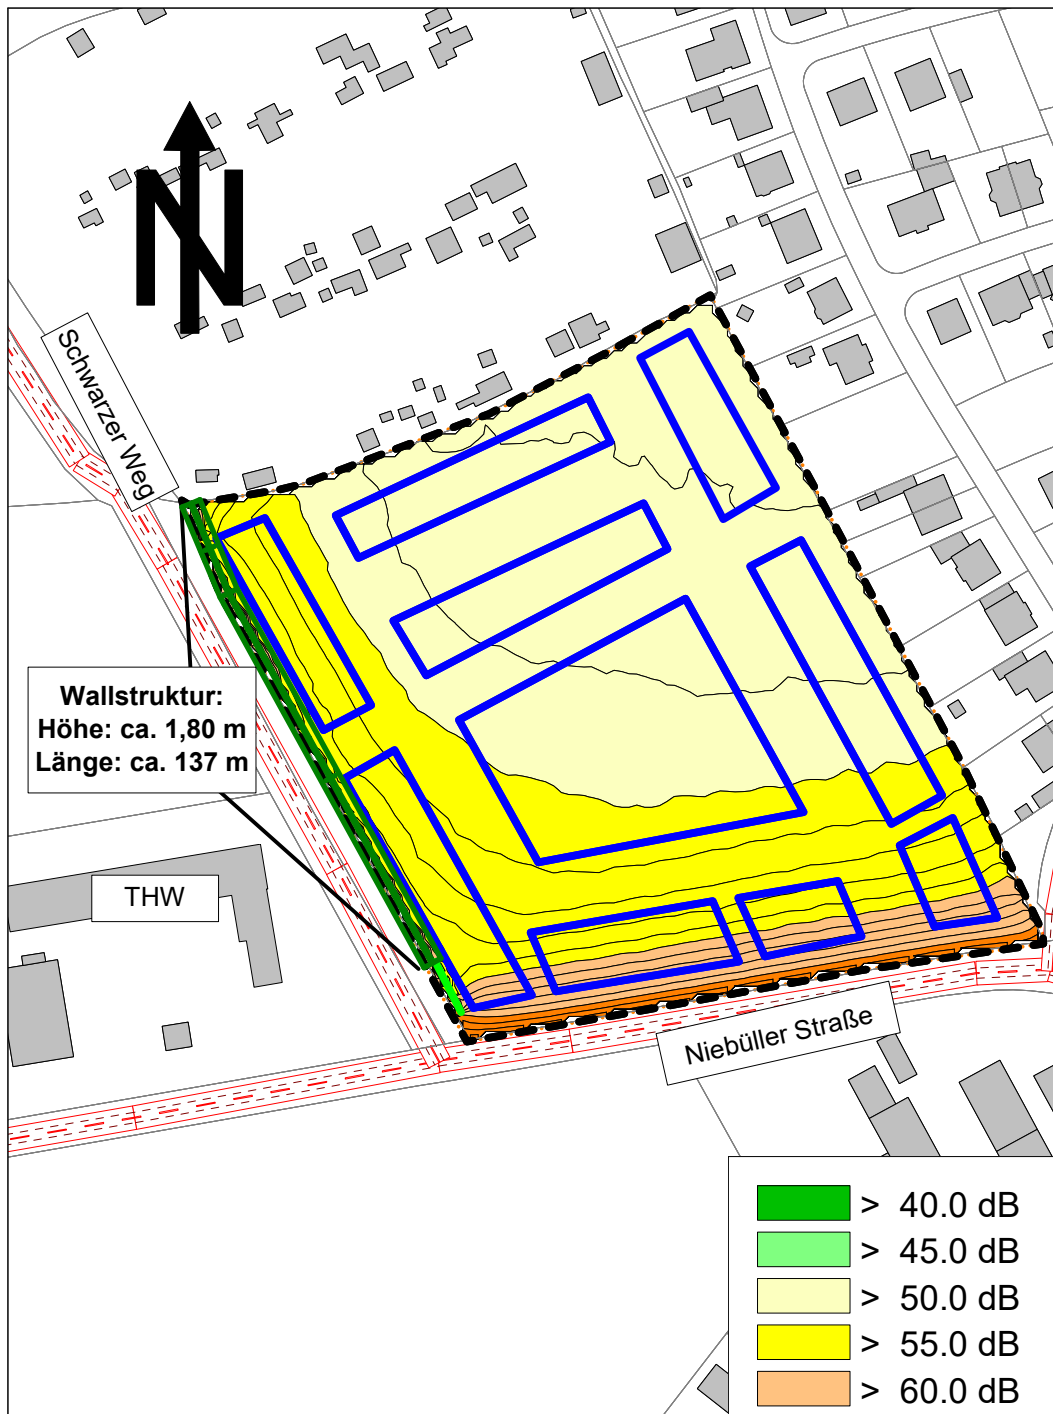 N
Schwarzer Weg
Wallstruktur:
Höhe: ca. 1,80 m
Länge: ca. 137 m
THW
Niebüller Straße
> 40.0 dB
> 45.0 dB
> 50.0 dB
> 55.0 dB
> 60.0 dB